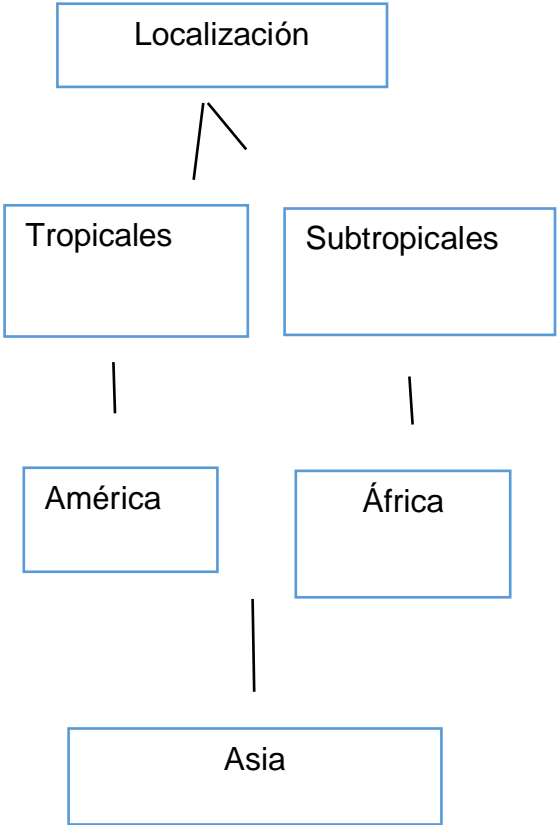 Localización
Tropicales
Subtropicales
América
África
Asia